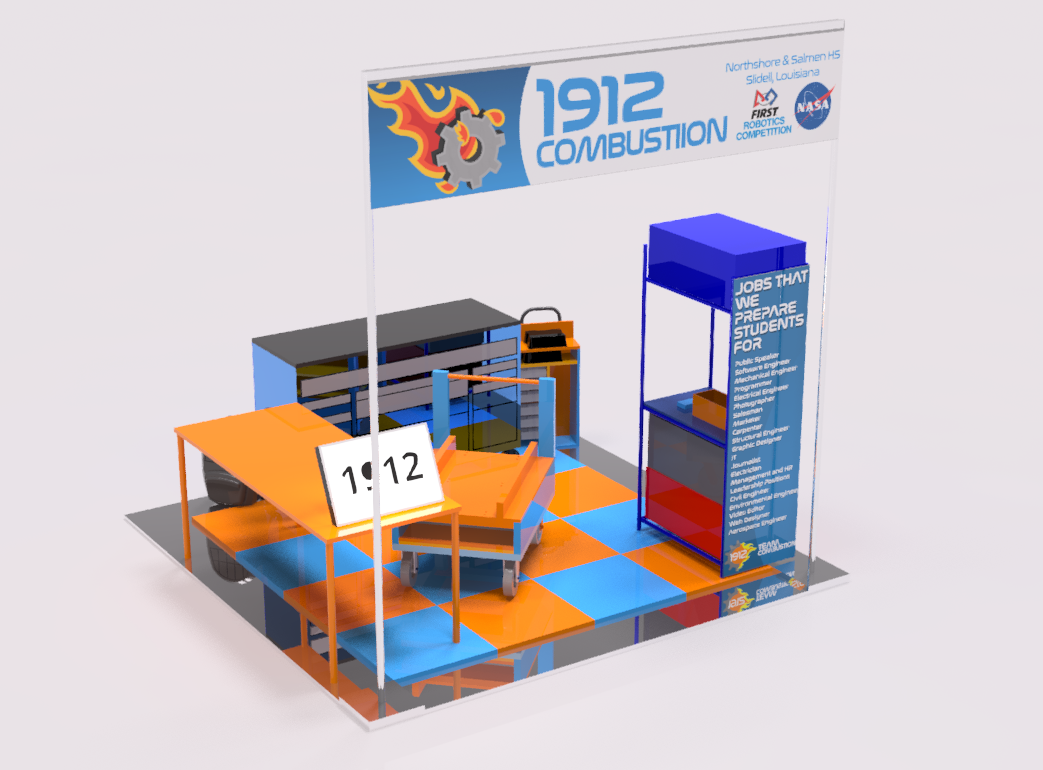 1912
COMBUSTIION
Northshore & Salmen HS
Slidell, Louisiana
FIRST
ROBOTICS
COMPETITION
NASA
JOBS THAT
WE
PREPARE
STUDENTS
FOR
Public Speaker
Software Engineer
Mechanical Engineer
Programmer
Electrical Engineer
Photographer
Salesman
Marketer
Carpenter
Structural Engineer
Graphic Designer
IT
Journalist
Electrician
Management and HR
Leadership Positions
Civil Engineer
Environmental Engineer
Video Editor
Web Designer
Aerospace Engineer
1912
TEAM
COMBUSTION
1912